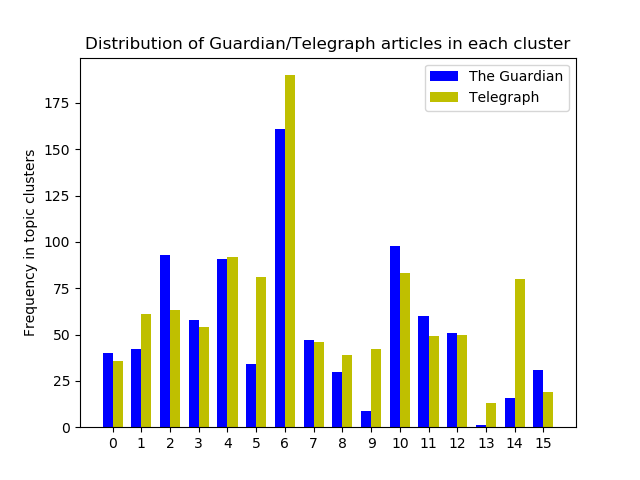 Distribution of Guardian/Telegraph articles in each cluster
The Guardian
Telegraph
Frequency in topic clusters
175
150
125
100
75
50
25
0
0 1 2 3 4 5 6 7 8 9 10 11 12 13 14 15